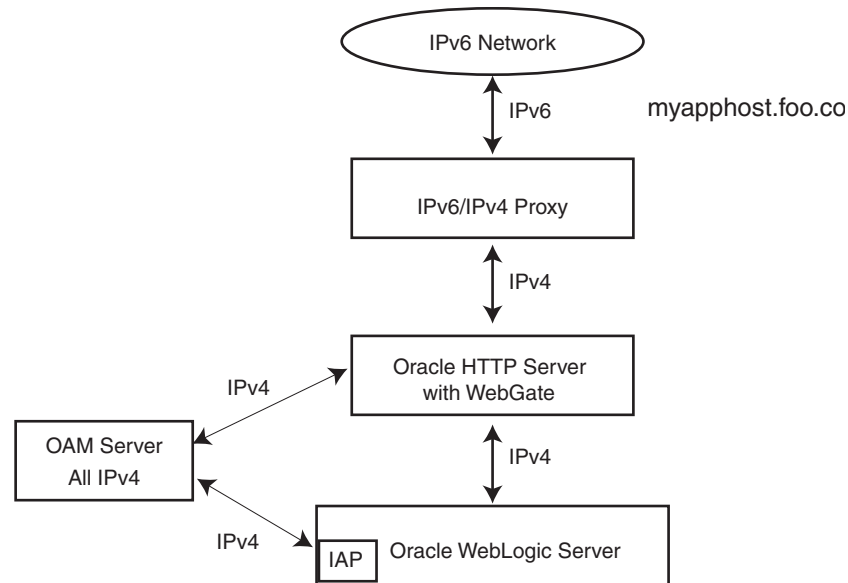 IPv6 Network
IPv6
myapphost.foo.co
IPv6/IPv4 Proxy
IPv4
Oracle HTTP Server
with WebGate
IPv4
OAM Server
All IPv4
IPv4
IPv4
IAP
Oracle WebLogic Server